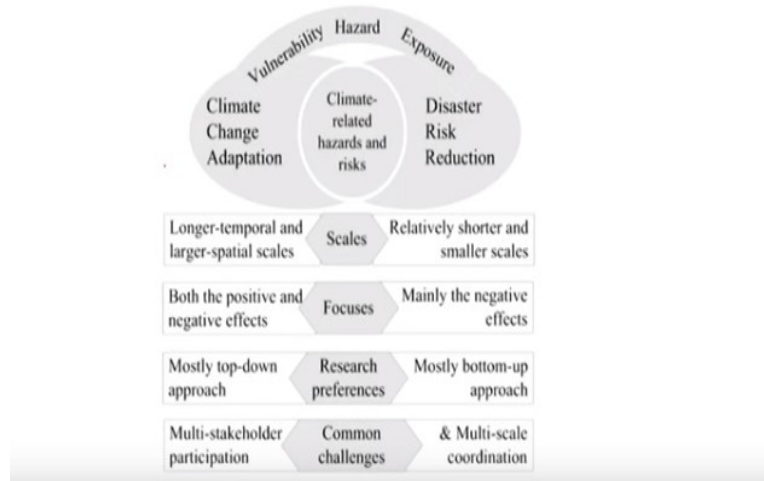 Vulnerability Hazard Exposure
Climate
Change
Adaptation
Climate-
related
hazards and
risks
Disaster
Risk
Reduction
Longer-temporal and
larger-spatial scales
Scales
Relatively shorter and
smaller scales
Both the positive and
negative effects
Focuses
Mainly the negative
effects
Mostly top-down
approach
Research
preferences
Mostly bottom-up
approach
Multi-stakeholder
participation
Common
challenges
& Multi-scale
coordination